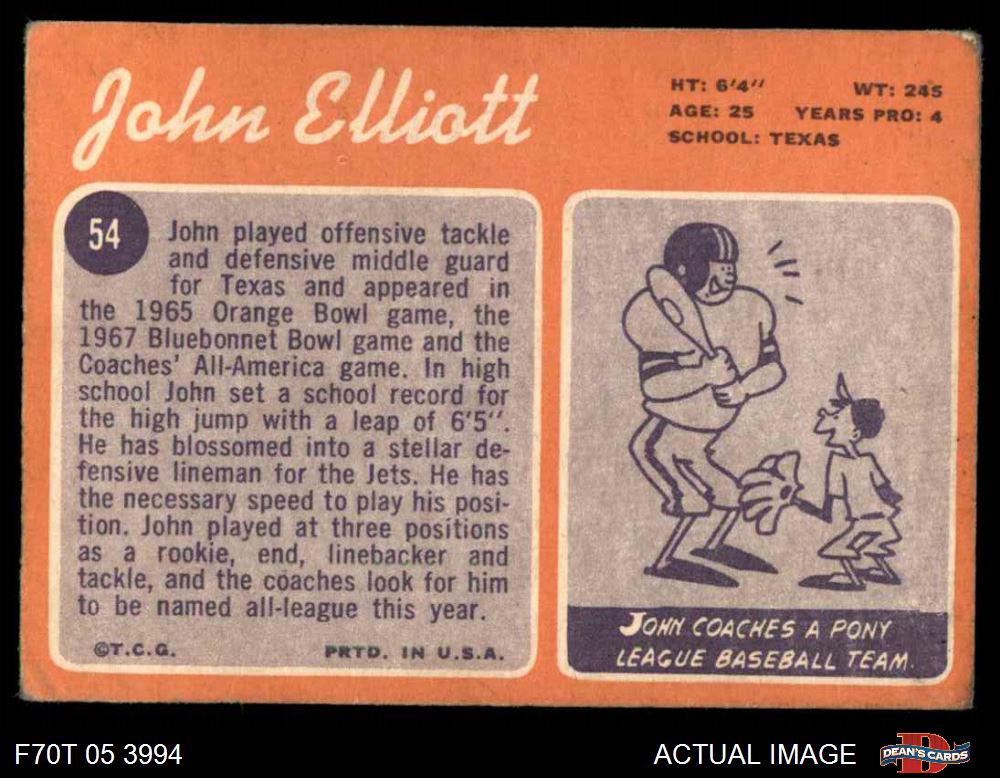 John Elliott
HT: 6'4" WT: 245
AGE: 25 YEARS PRO: 4
SCHOOL: TEXAS
54
John played offensive tackle
and defensive middle guard
for Texas and appeared in
the 1965 Orange Bowl game, the
1967 Bluebonnet Bowl game and the
Coaches' All-America game. In high
school John set a school record for
the high jump with a leap of 6'5".
He has blossomed into a stellar de-
fensive lineman for the Jets. He has
the necessary speed to play his posi-
tion. John played at three positions
as a rookie, end, linebacker and
tackle, and the coaches look for him
to be named all-league this year.
©T.C.G. PRTD. IN U.S.A.
JOHN COACHES A PONY
LEAGUE BASEBALL TEAM.
F70T 05 3994
ACTUAL IMAGE
D
DEAN'S CARDS